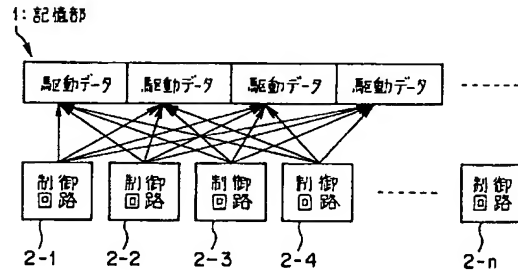 1:記憶部
駆動データ 駆動データ 駆動データ 駆動データ
制御 制御 制御 制御 制御
回路 回路 回路 回路 回路
2-1 2-2 2-3 2-4 2-n